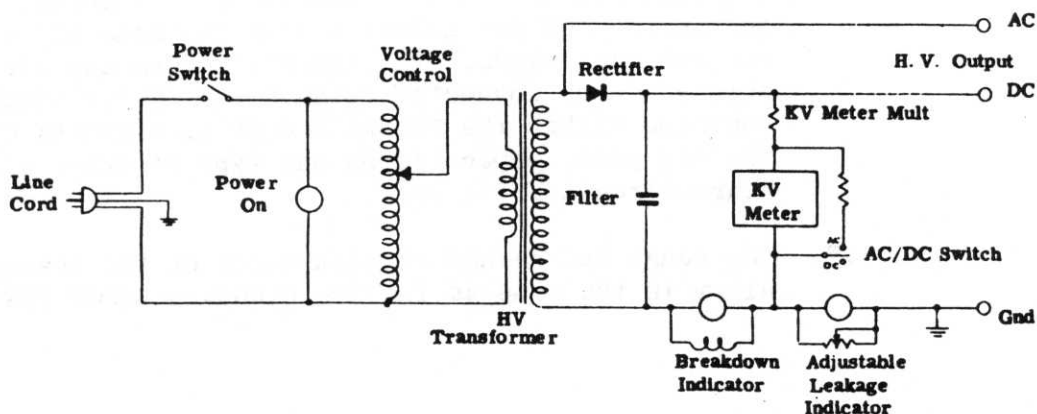 AC
H. V. Output
DC
Power
Switch
Voltage
Control
Rectifier
KV Meter Mult
Line
Cord
Power
On
Filter
KV
Meter
AC
DC
AC/DC Switch
HV
Transformer
Gnd
Breakdown
Indicator
Adjustable
Leakage
Indicator